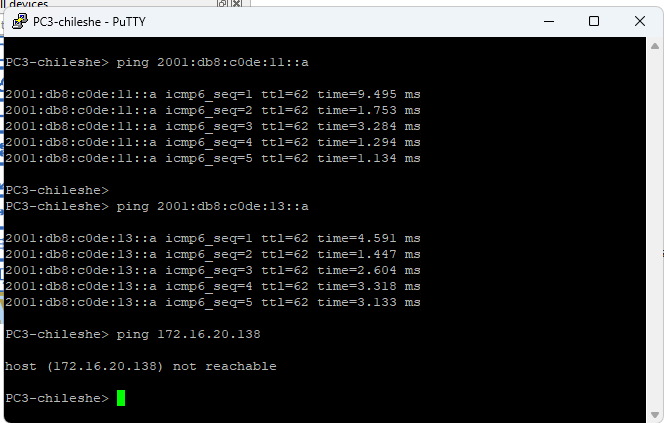 devices
PC3-chileshe - PuTTY
PC3-chileshe> ping 2001:db8:c0de:11::a
2001:db8:c0de:11::a icmp6_seq=1 ttl=62 time=9.495 ms
2001:db8:c0de:11::a icmp6_seq=2 ttl=62 time=1.753 ms
2001:db8:c0de:11::a icmp6_seq=3 ttl=62 time=3.284 ms
2001:db8:c0de:11::a icmp6_seq=4 ttl=62 time=1.294 ms
2001:db8:c0de:11::a icmp6_seq=5 ttl=62 time=1.134 ms
PC3-chileshe>
PC3-chileshe> ping 2001:db8:c0de:13::a
2001:db8:c0de:13::a icmp6_seq=1 ttl=62 time=4.591 ms
2001:db8:c0de:13::a icmp6_seq=2 ttl=62 time=1.447 ms
2001:db8:c0de:13::a icmp6_seq=3 ttl=62 time=2.604 ms
2001:db8:c0de:13::a icmp6_seq=4 ttl=62 time=3.318 ms
2001:db8:c0de:13::a icmp6_seq=5 ttl=62 time=3.133 ms
PC3-chileshe> ping 172.16.20.138
host (172.16.20.138) not reachable
PC3-chileshe>